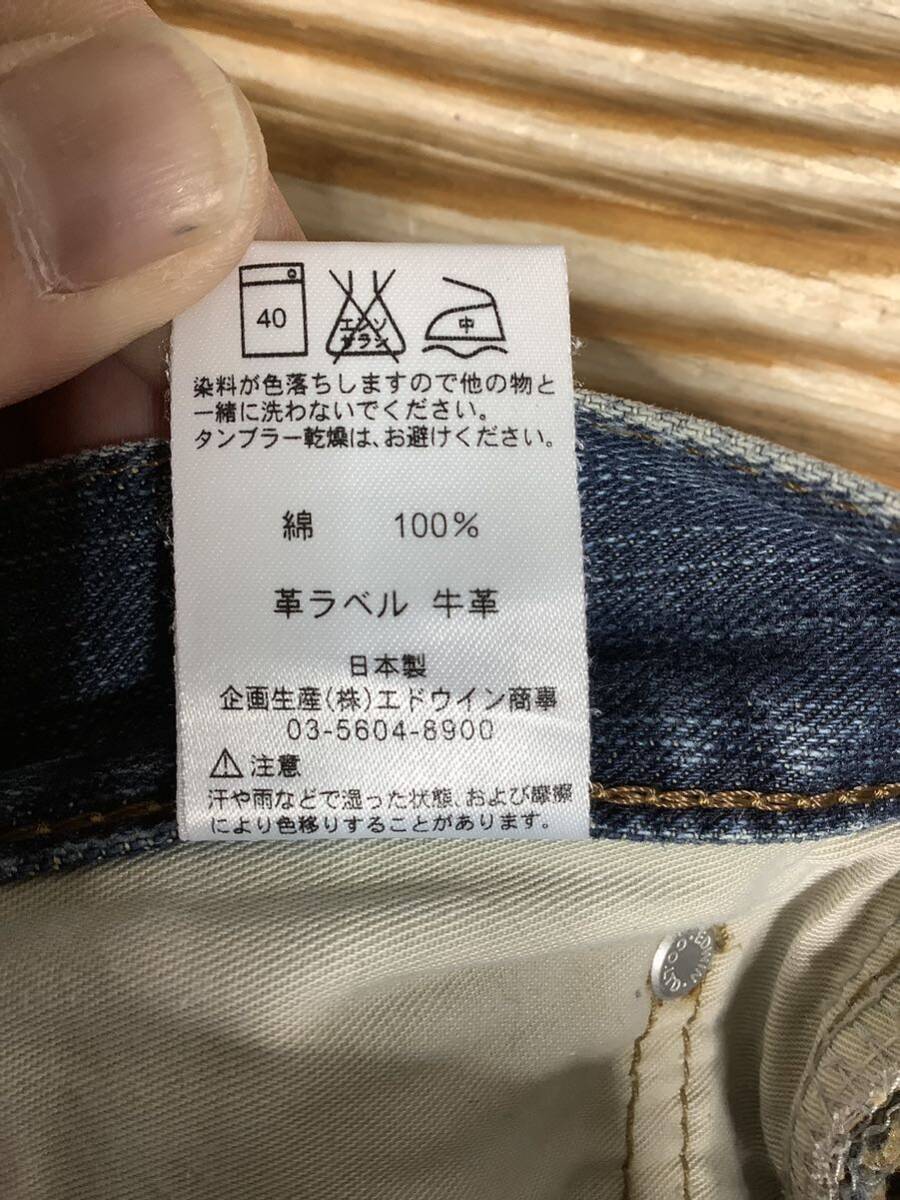 40
エンソ
サラシ
中
染料が色落ちしますので他の物と
一緒に洗わないでください。
タンブラー乾燥は、お避けください。
綿 100%
革ラベル 牛革
日本製
企画生産(株)エドウイン商事
03-5604-8900
注意
汗や雨などで湿った状態、および摩擦
により色移りすることがあります。
EDWIN
CO.LTD